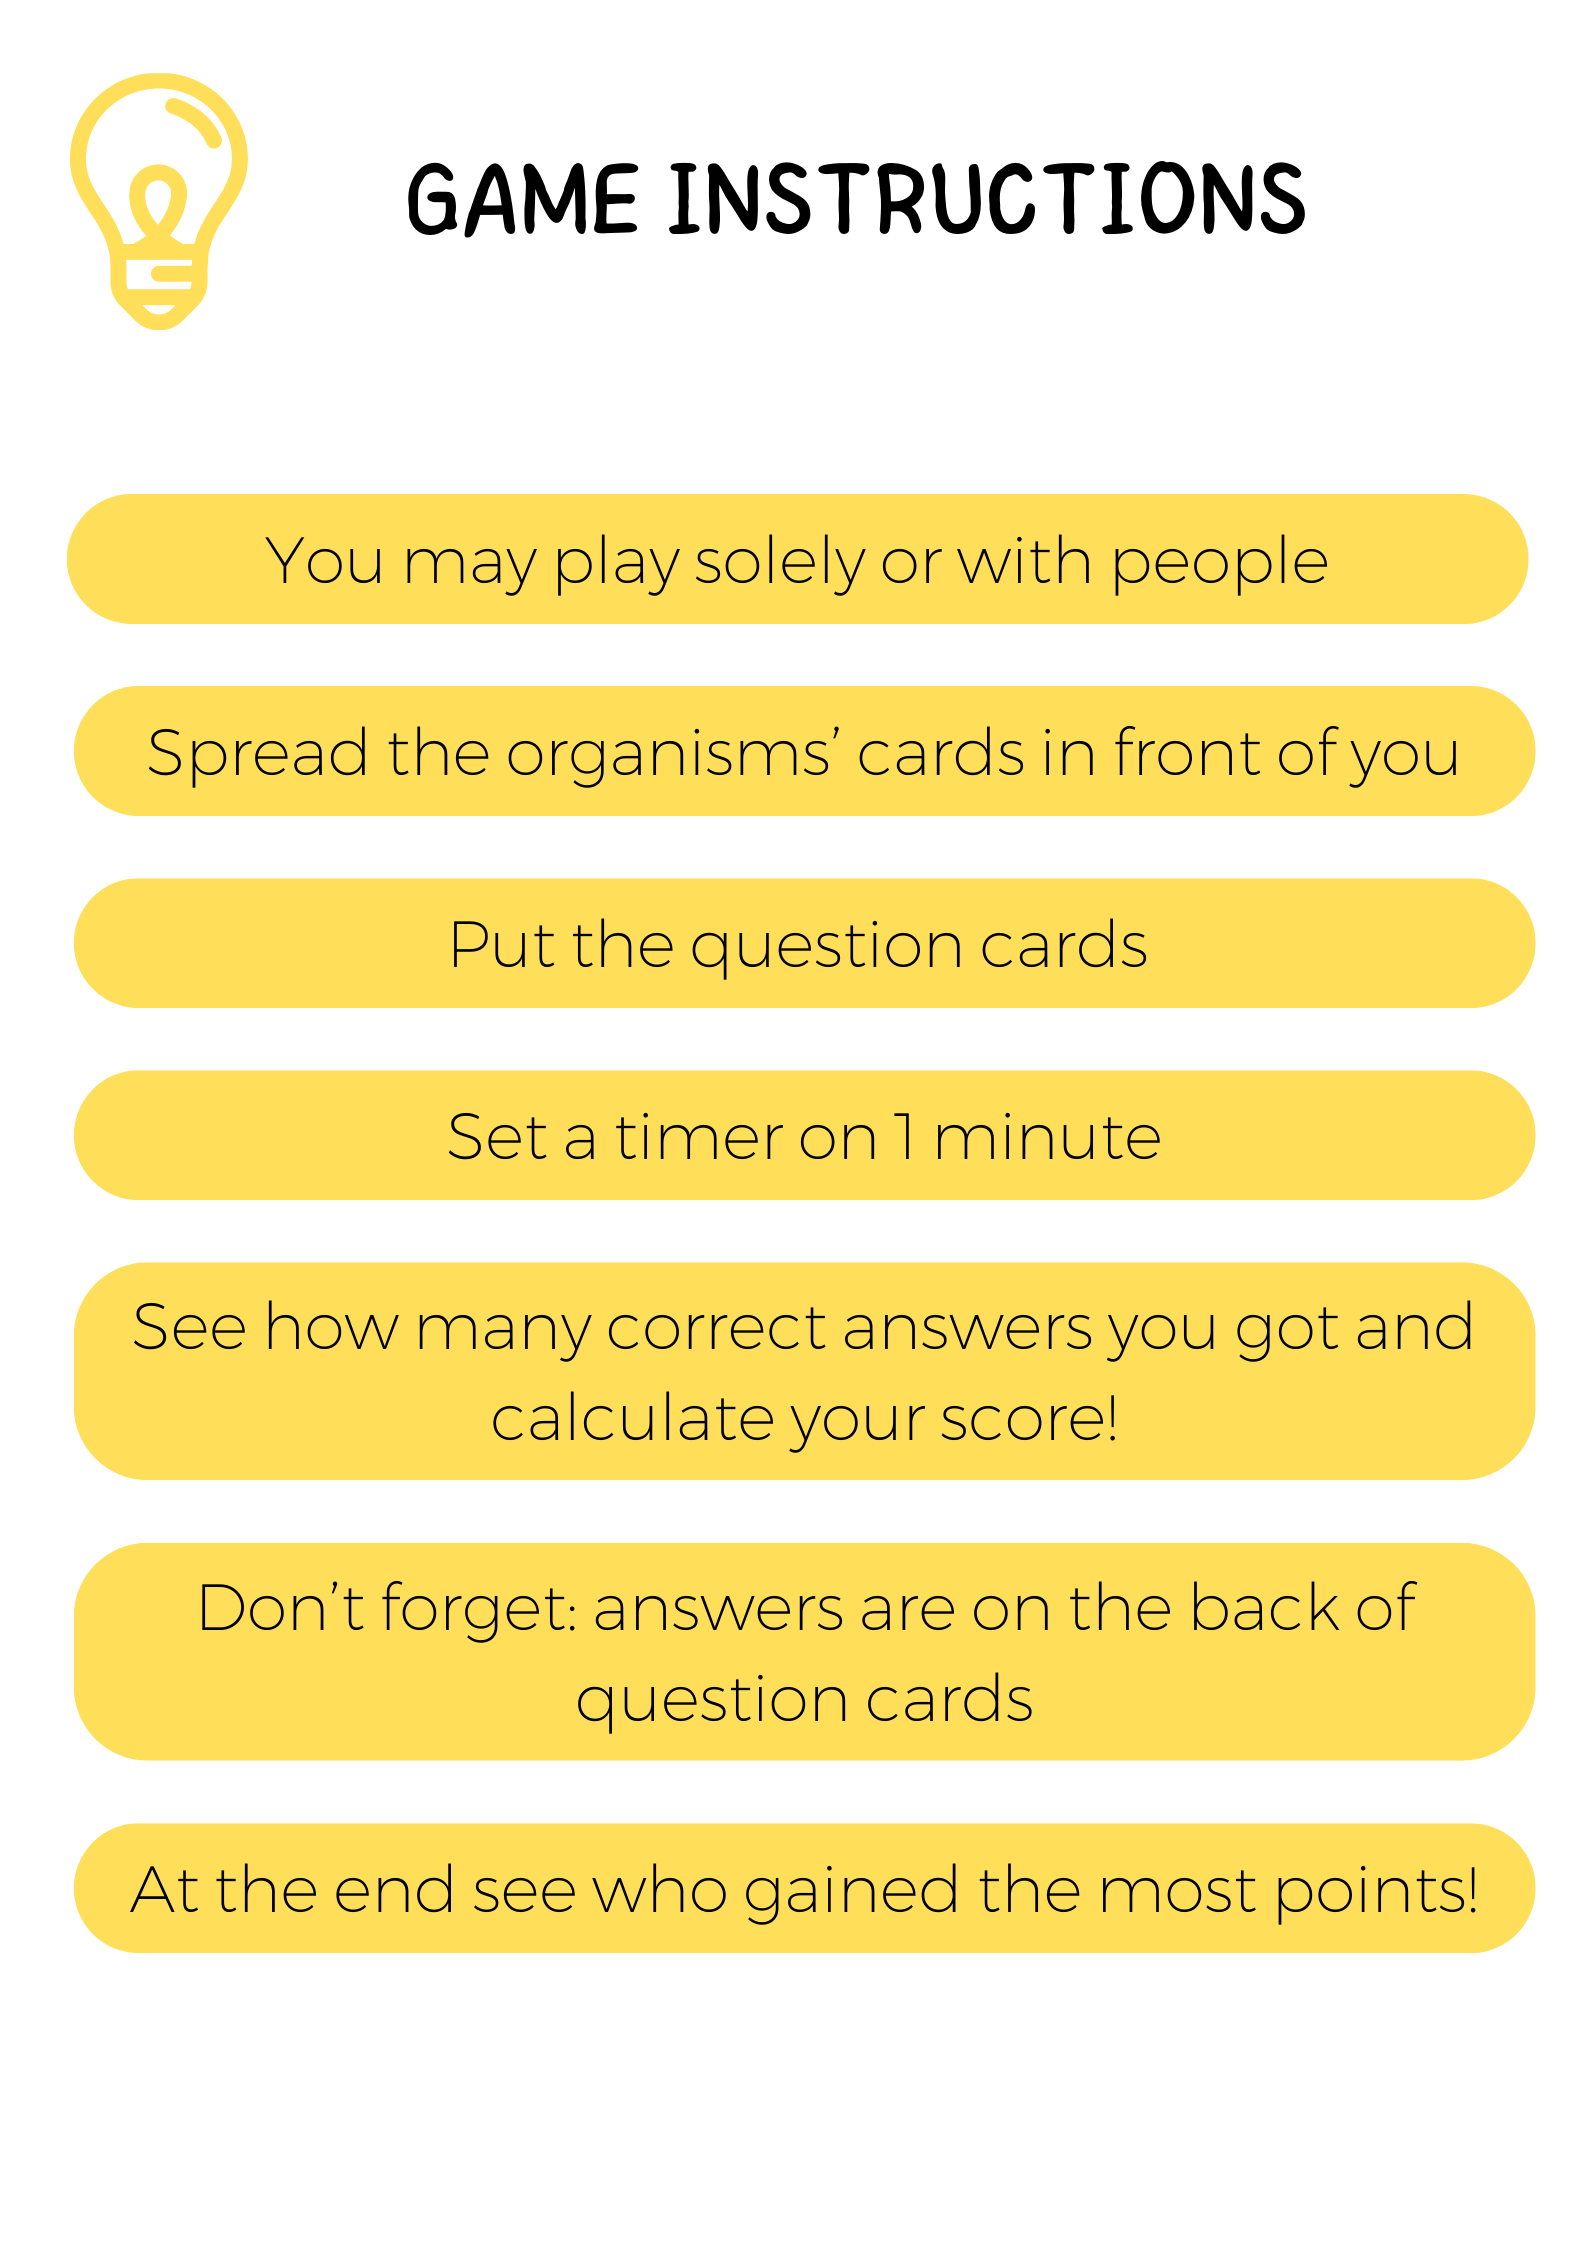 GAME INSTRUCTIONS
You may play solely or with people
Spread the organisms’ cards in front of you
Put the question cards
Set a timer on 1 minute
See how many correct answers you got and
calculate your score!
Don’t forget: answers are on the back of
question cards
At the end see who gained the most points!